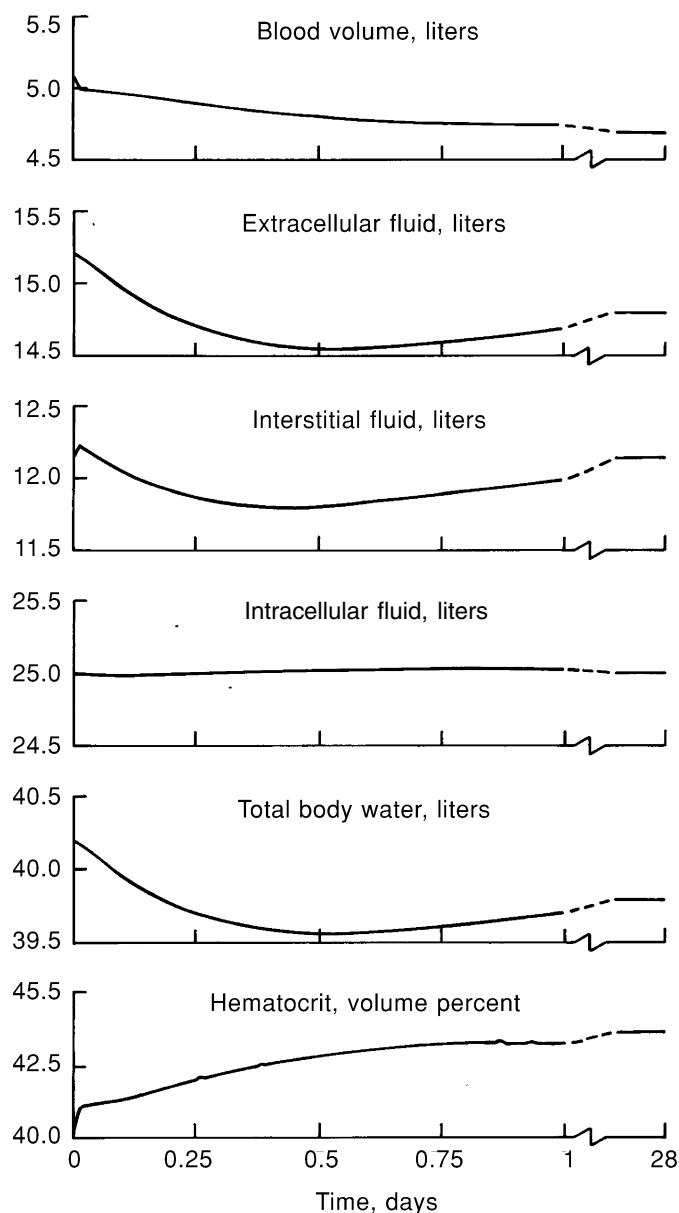 Blood volume, liters
5.5
5.0
4.5
Extracellular fluid, liters
15.5
15.0
14.5
Interstitial fluid, liters
12.5
12.0
11.5
Intracellular fluid, liters
25.5
25.0
24.5
Total body water, liters
40.5
40.0
39.5
Hematocrit, volume percent
45.5
42.5
40.0
0 0.25 0.5 0.75 1 28
Time, days